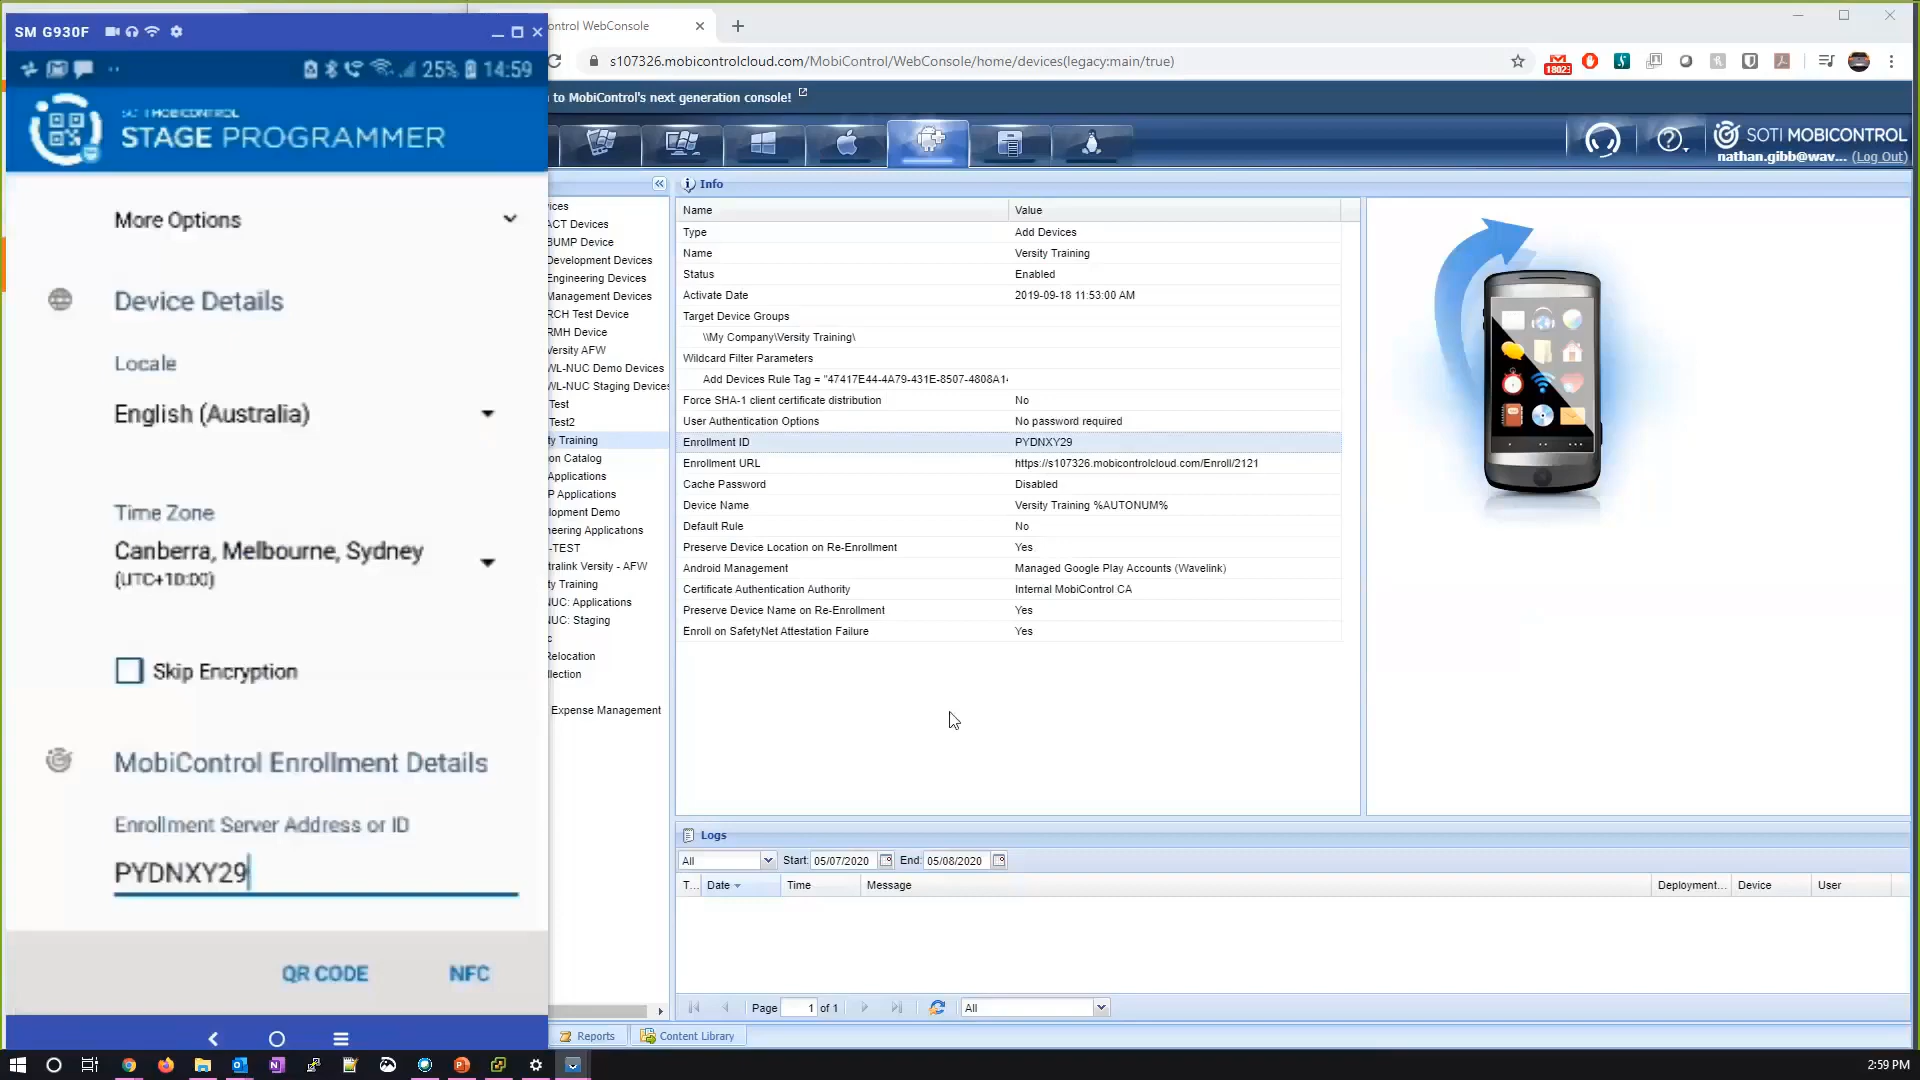 SM G930F
25% 14:59
SOTI MOBICONTROL
STAGE PROGRAMMER
More Options
Device Details
Locale
English (Australia)
Time Zone
Canberra, Melbourne, Sydney
(UTC+10:00)
Skip Encryption
MobiControl Enrollment Details
Enrollment Server Address or ID
PYDNXY29
QR CODE NFC
ontrol WebConsole
s107326.mobicontrolcloud.com/MobiControl/WebConsole/home/devices(legacy:main/true)
18023
to MobiControl's next generation console!
SOTI MOBICONTROL
nathan.gibb@wav... (Log Out)
ices
ACT Devices
BUMP Device
Development Devices
Engineering Devices
Management Devices
RCH Test Device
RMH Device
Versity AFW
WL-NUC Demo Devices
WL-NUC Staging Devices
Test
Test2
ty Training
on Catalog
Applications
P Applications
lopment Demo
neering Applications
-TEST
tralink Versity - AFW
ty Training
NUC: Applications
NUC: Staging
c
Relocation
llection
Expense Management
Info
Name Value
Type Add Devices
Name Versity Training
Status Enabled
Activate Date 2019-09-18 11:53:00 AM
Target Device Groups
\\My Company\Versity Training\
Wildcard Filter Parameters
Add Devices Rule Tag = "47417E44-4A79-431E-8507-4808A1
Force SHA-1 client certificate distribution No
User Authentication Options No password required
Enrollment ID PYDNXY29
Enrollment URL https://s107326.mobicontrolcloud.com/Enroll/2121
Cache Password Disabled
Device Name Versity Training %AUTONUM%
Default Rule No
Preserve Device Location on Re-Enrollment Yes
Android Management Managed Google Play Accounts (Wavelink)
Certificate Authentication Authority Internal MobiControl CA
Preserve Device Name on Re-Enrollment Yes
Enroll on SafetyNet Attestation Failure Yes
Logs
All Start: 05/07/2020 End: 05/08/2020
T... Date Time Message Deployment... Device User
Page 1 of 1 All
Reports Content Library
2:59 PM